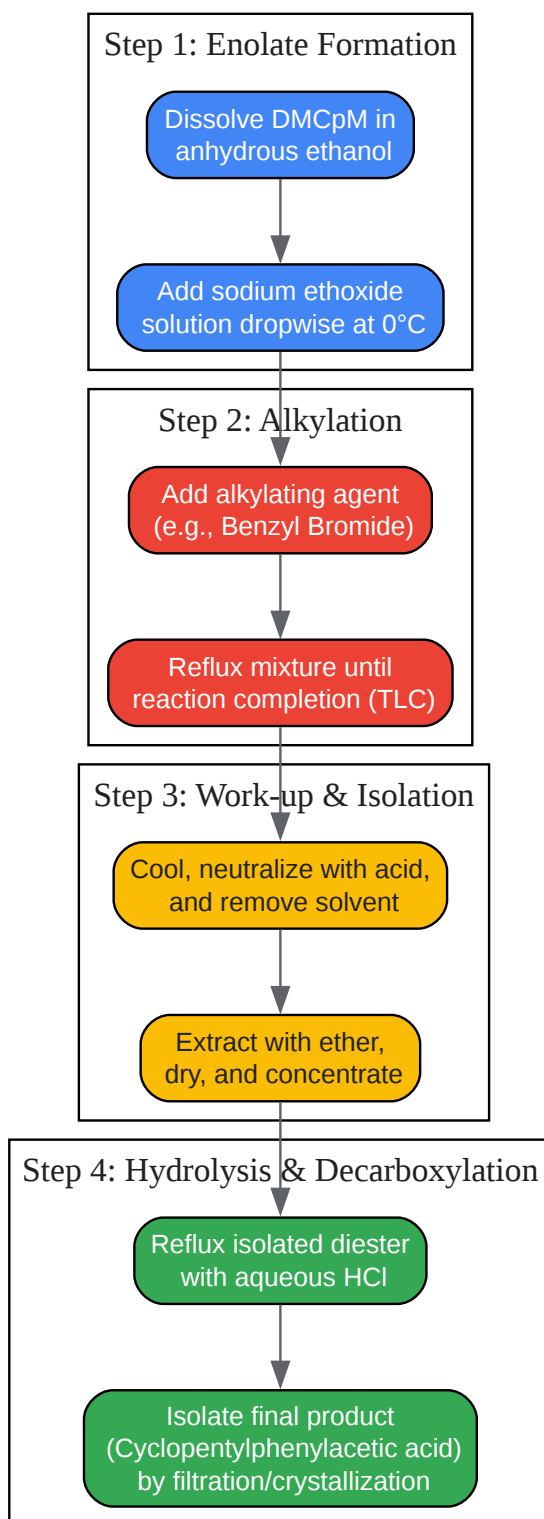 Step 1: Enolate Formation
Dissolve DMCpM in
anhydrous ethanol
Add sodium ethoxide
solution dropwise at 0°C
Step 2: Alkylation
Add alkylating agent
(e.g., Benzyl Bromide)
Reflux mixture until
reaction completion (TLC)
Step 3: Work-up & Isolation
Cool, neutralize with acid,
and remove solvent
Extract with ether,
dry, and concentrate
Step 4: Hydrolysis & Decarboxylation
Reflux isolated diester
with aqueous HCl
Isolate final product
(Cyclopentylphenylacetic acid)
by filtration/crystallization